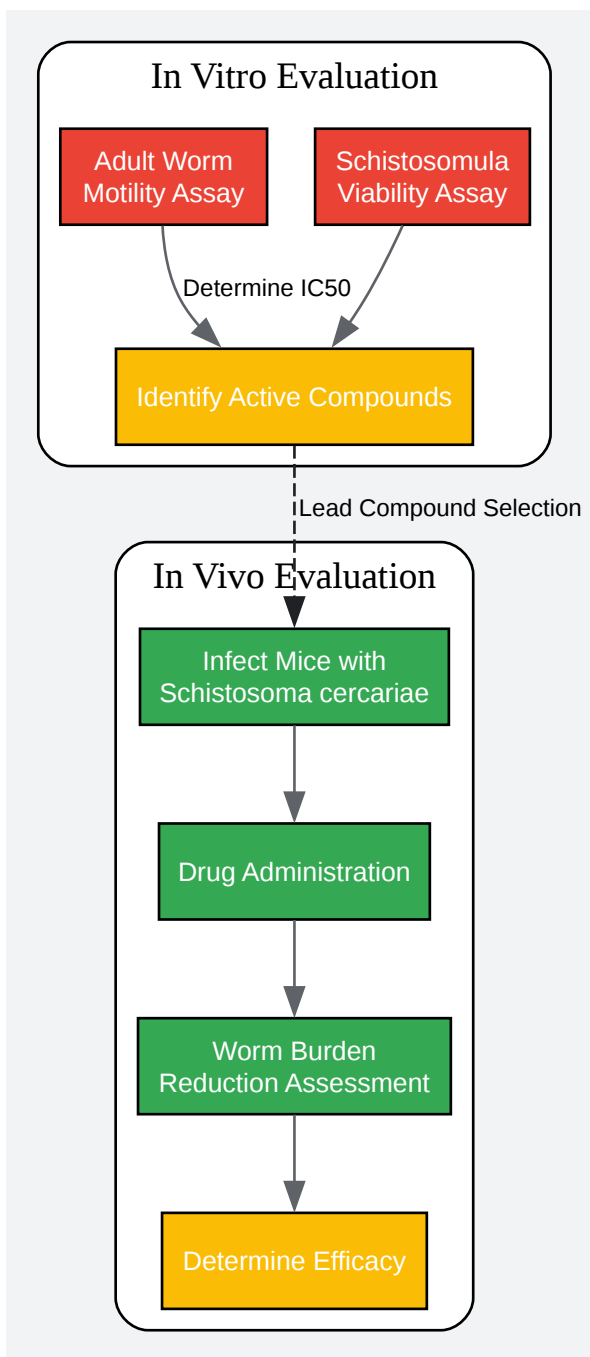 In Vitro Evaluation
Adult Worm
Motility Assay
Schistosomula
Viability Assay
Determine IC50
Identify Active Compounds
Lead Compound Selection
In Vivo Evaluation
Infect Mice with
Schistosoma cercariae
Drug Administration
Worm Burden
Reduction Assessment
Determine Efficacy